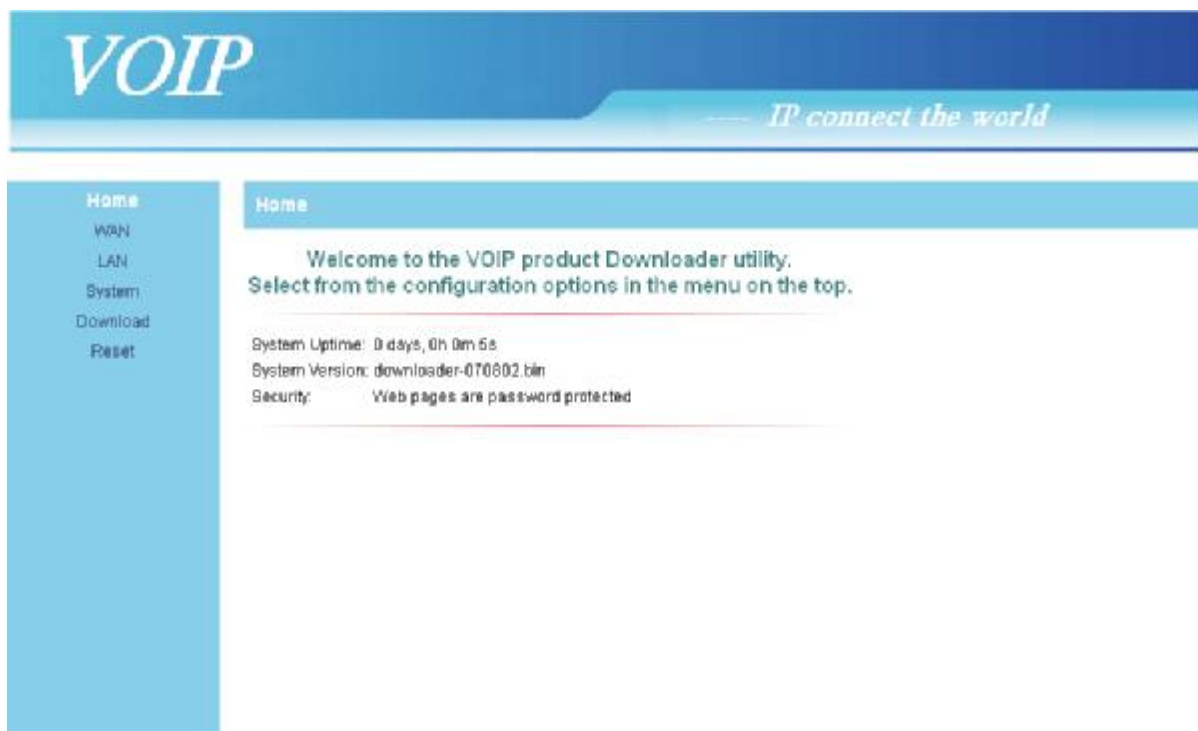 VOIP
---- IP connect the world
Home
WAN
LAN
System
Download
Reset
Home
Welcome to the VOIP product Downloader utility.
Select from the configuration options in the menu on the top.
System Uptime: 0 days, 0h 0m 5s
System Version: downloader-070802.bin
Security: Web pages are password protected